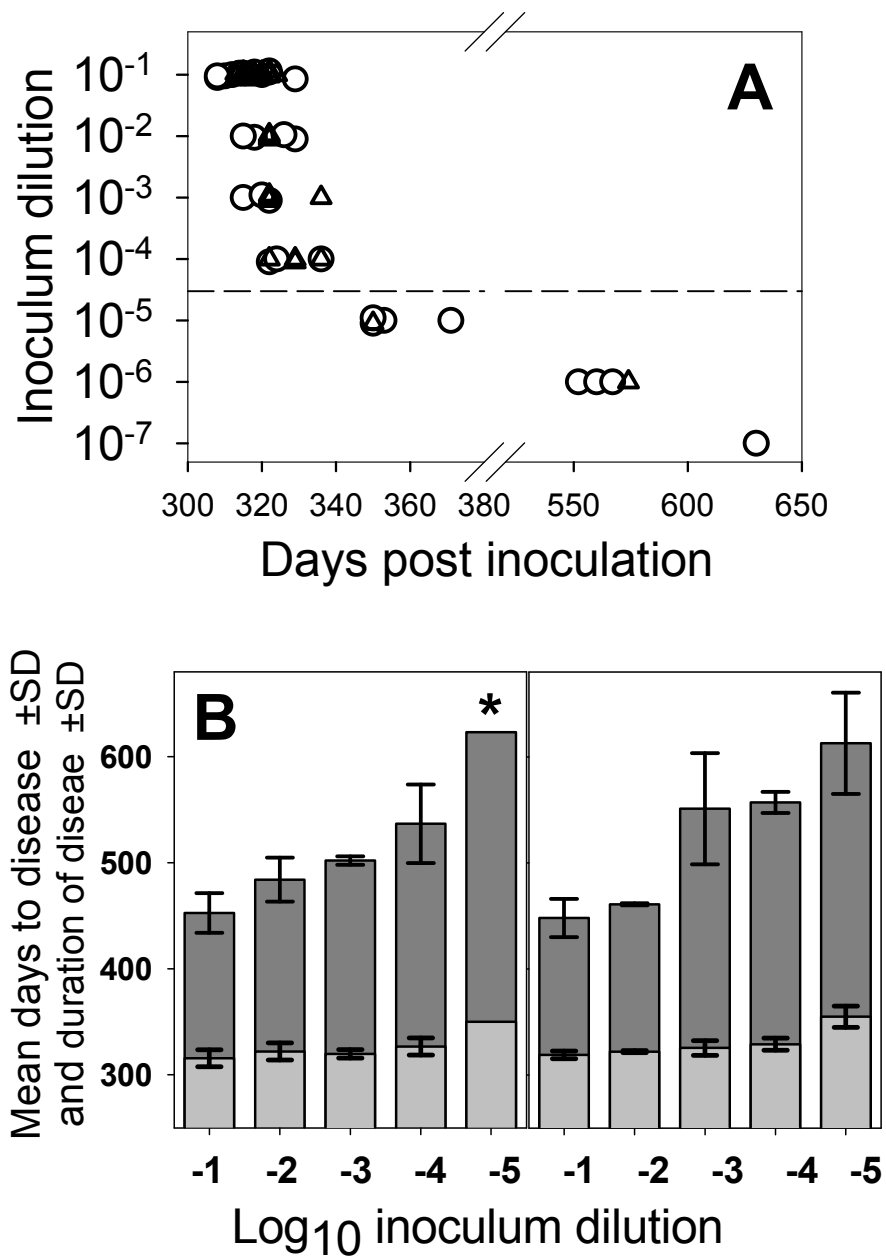 A
Inoculum dilution
10-1
10-2
10-3
10-4
10-5
10-6
10-7
300 320 340 360 380 550 600 650
Days post inoculation
Mean days to disease ±SD
and duration of diseae ±SD
B
*
600
500
400
300
-1 -2 -3 -4 -5 -1 -2 -3 -4 -5
Log10 inoculum dilution